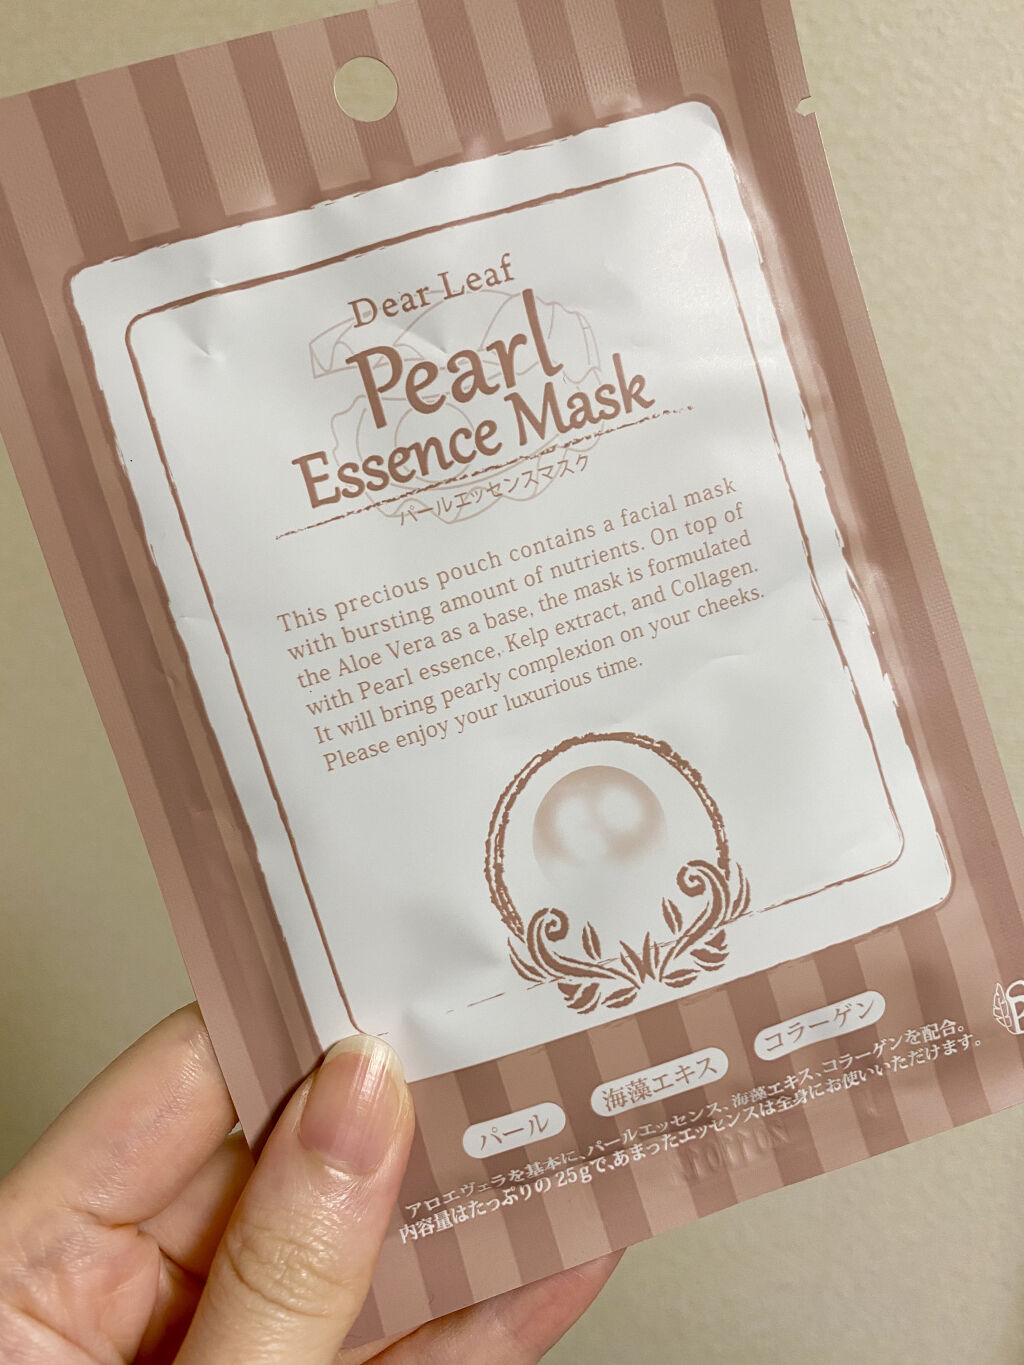 Dear Leaf
Pearl
Essence Mask
パールエッセンスマスク
This precious pouch contains a facial mask
with bursting amount of nutrients. On top of
the Aloe Vera as a base, the mask is formulated
with Pearl essence, Kelp extract, and Collagen.
It will bring pearly complexion on your cheeks.
Please enjoy your luxurious time.
パール
海藻エキス
コラーゲン
アロエヴェラを基本に、パールエッセンス、海藻エキス、コラーゲンを配合。
内容量はたっぷりの25gで、あまったエッセンスは全身にお使いいただけます。